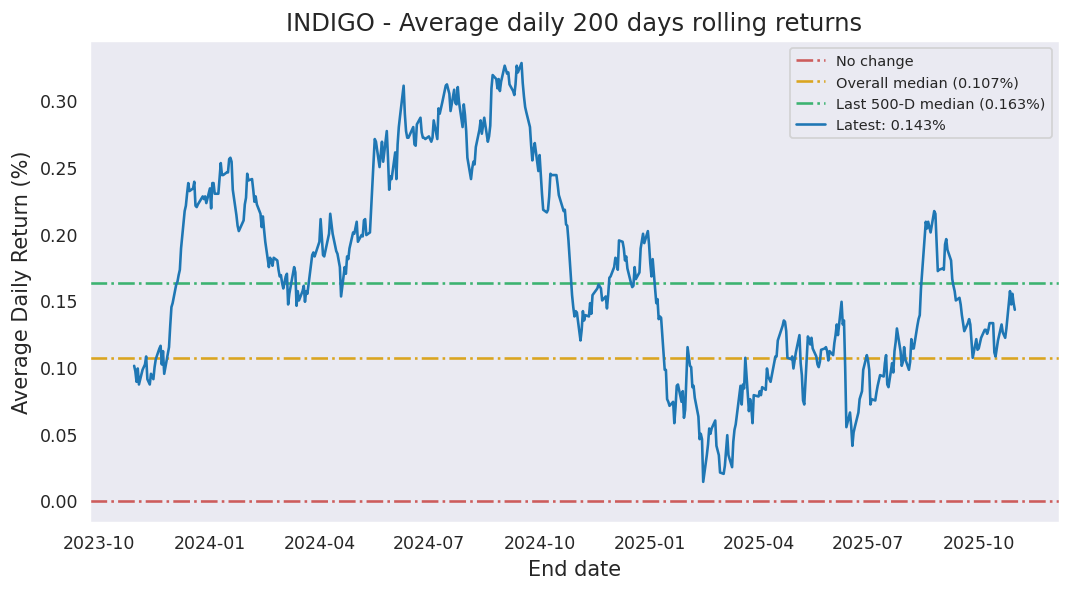 INDIGO - Average daily 200 days rolling returns
No change
Overall median (0.107%)
Last 500-D median (0.163%)
Latest: 0.143%
Average Daily Return (%)
0.30
0.25
0.20
0.15
0.10
0.05
0.00
2023-10 2024-01 2024-04 2024-07 2024-10 2025-01 2025-04 2025-07 2025-10
End date